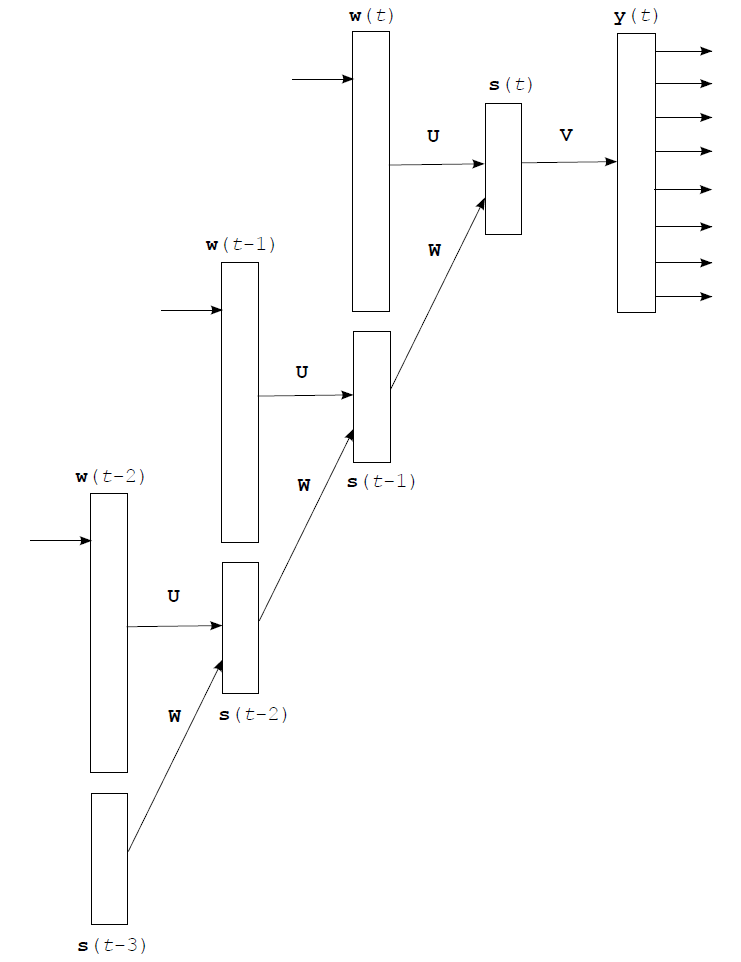 w(t)
y(t)
s(t)
U
V
w(t-1)
W
U
w(t-2)
W
s(t-1)
U
W
s(t-2)
s(t-3)